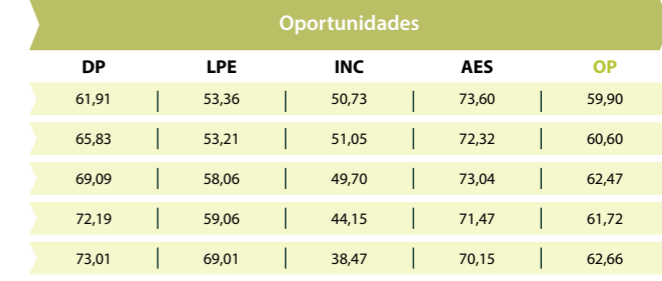 Oportunidades
DP LPE INC AES OP
61,91 | 53,36 | 50,73 | 73,60 | 59,90
65,83 | 53,21 | 51,05 | 72,32 | 60,60
69,09 | 58,06 | 49,70 | 73,04 | 62,47
72,19 | 59,06 | 44,15 | 71,47 | 61,72
73,01 | 69,01 | 38,47 | 70,15 | 62,66